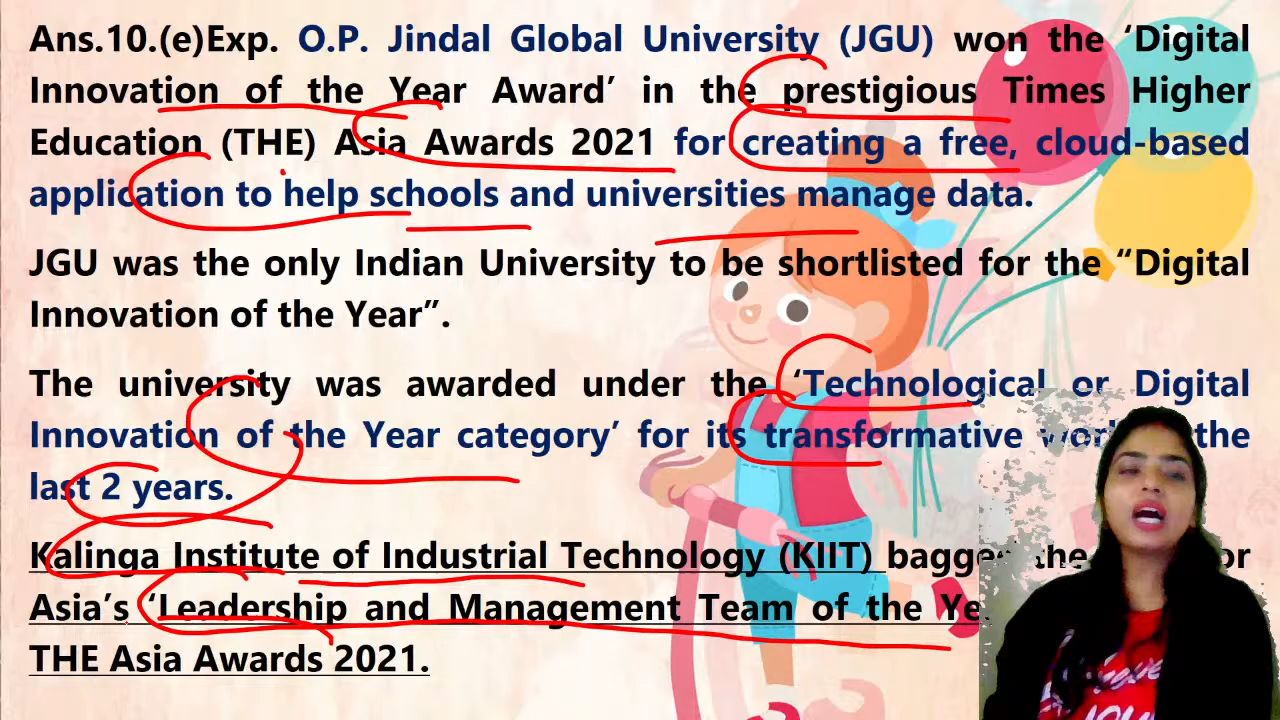 Ans.10.(e)Exp. O.P. Jindal Global University (JGU) won the ‘Digital
Innovation of the Year Award’ in the prestigious Times Higher
Education (THE) Asia Awards 2021 for creating a free, cloud-based
application to help schools and universities manage data.
JGU was the only Indian University to be shortlisted for the “Digital
Innovation of the Year”.
The university was awarded under the ‘Technological or Digital
Innovation of the Year category’ for its transformative the
last 2 years.
Kalinga Institute of Industrial Technology (KIIT) the
Asia’s ‘Leadership and Management Team of the
THE Asia Awards 2021.